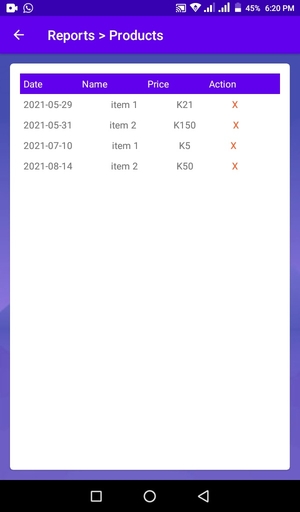 45% 6:20 PM
Reports > Products
Date Name Price Action
2021-05-29 item 1 K21 X
2021-05-31 item 2 K150 X
2021-07-10 item 1 K5 X
2021-08-14 item 2 K50 X